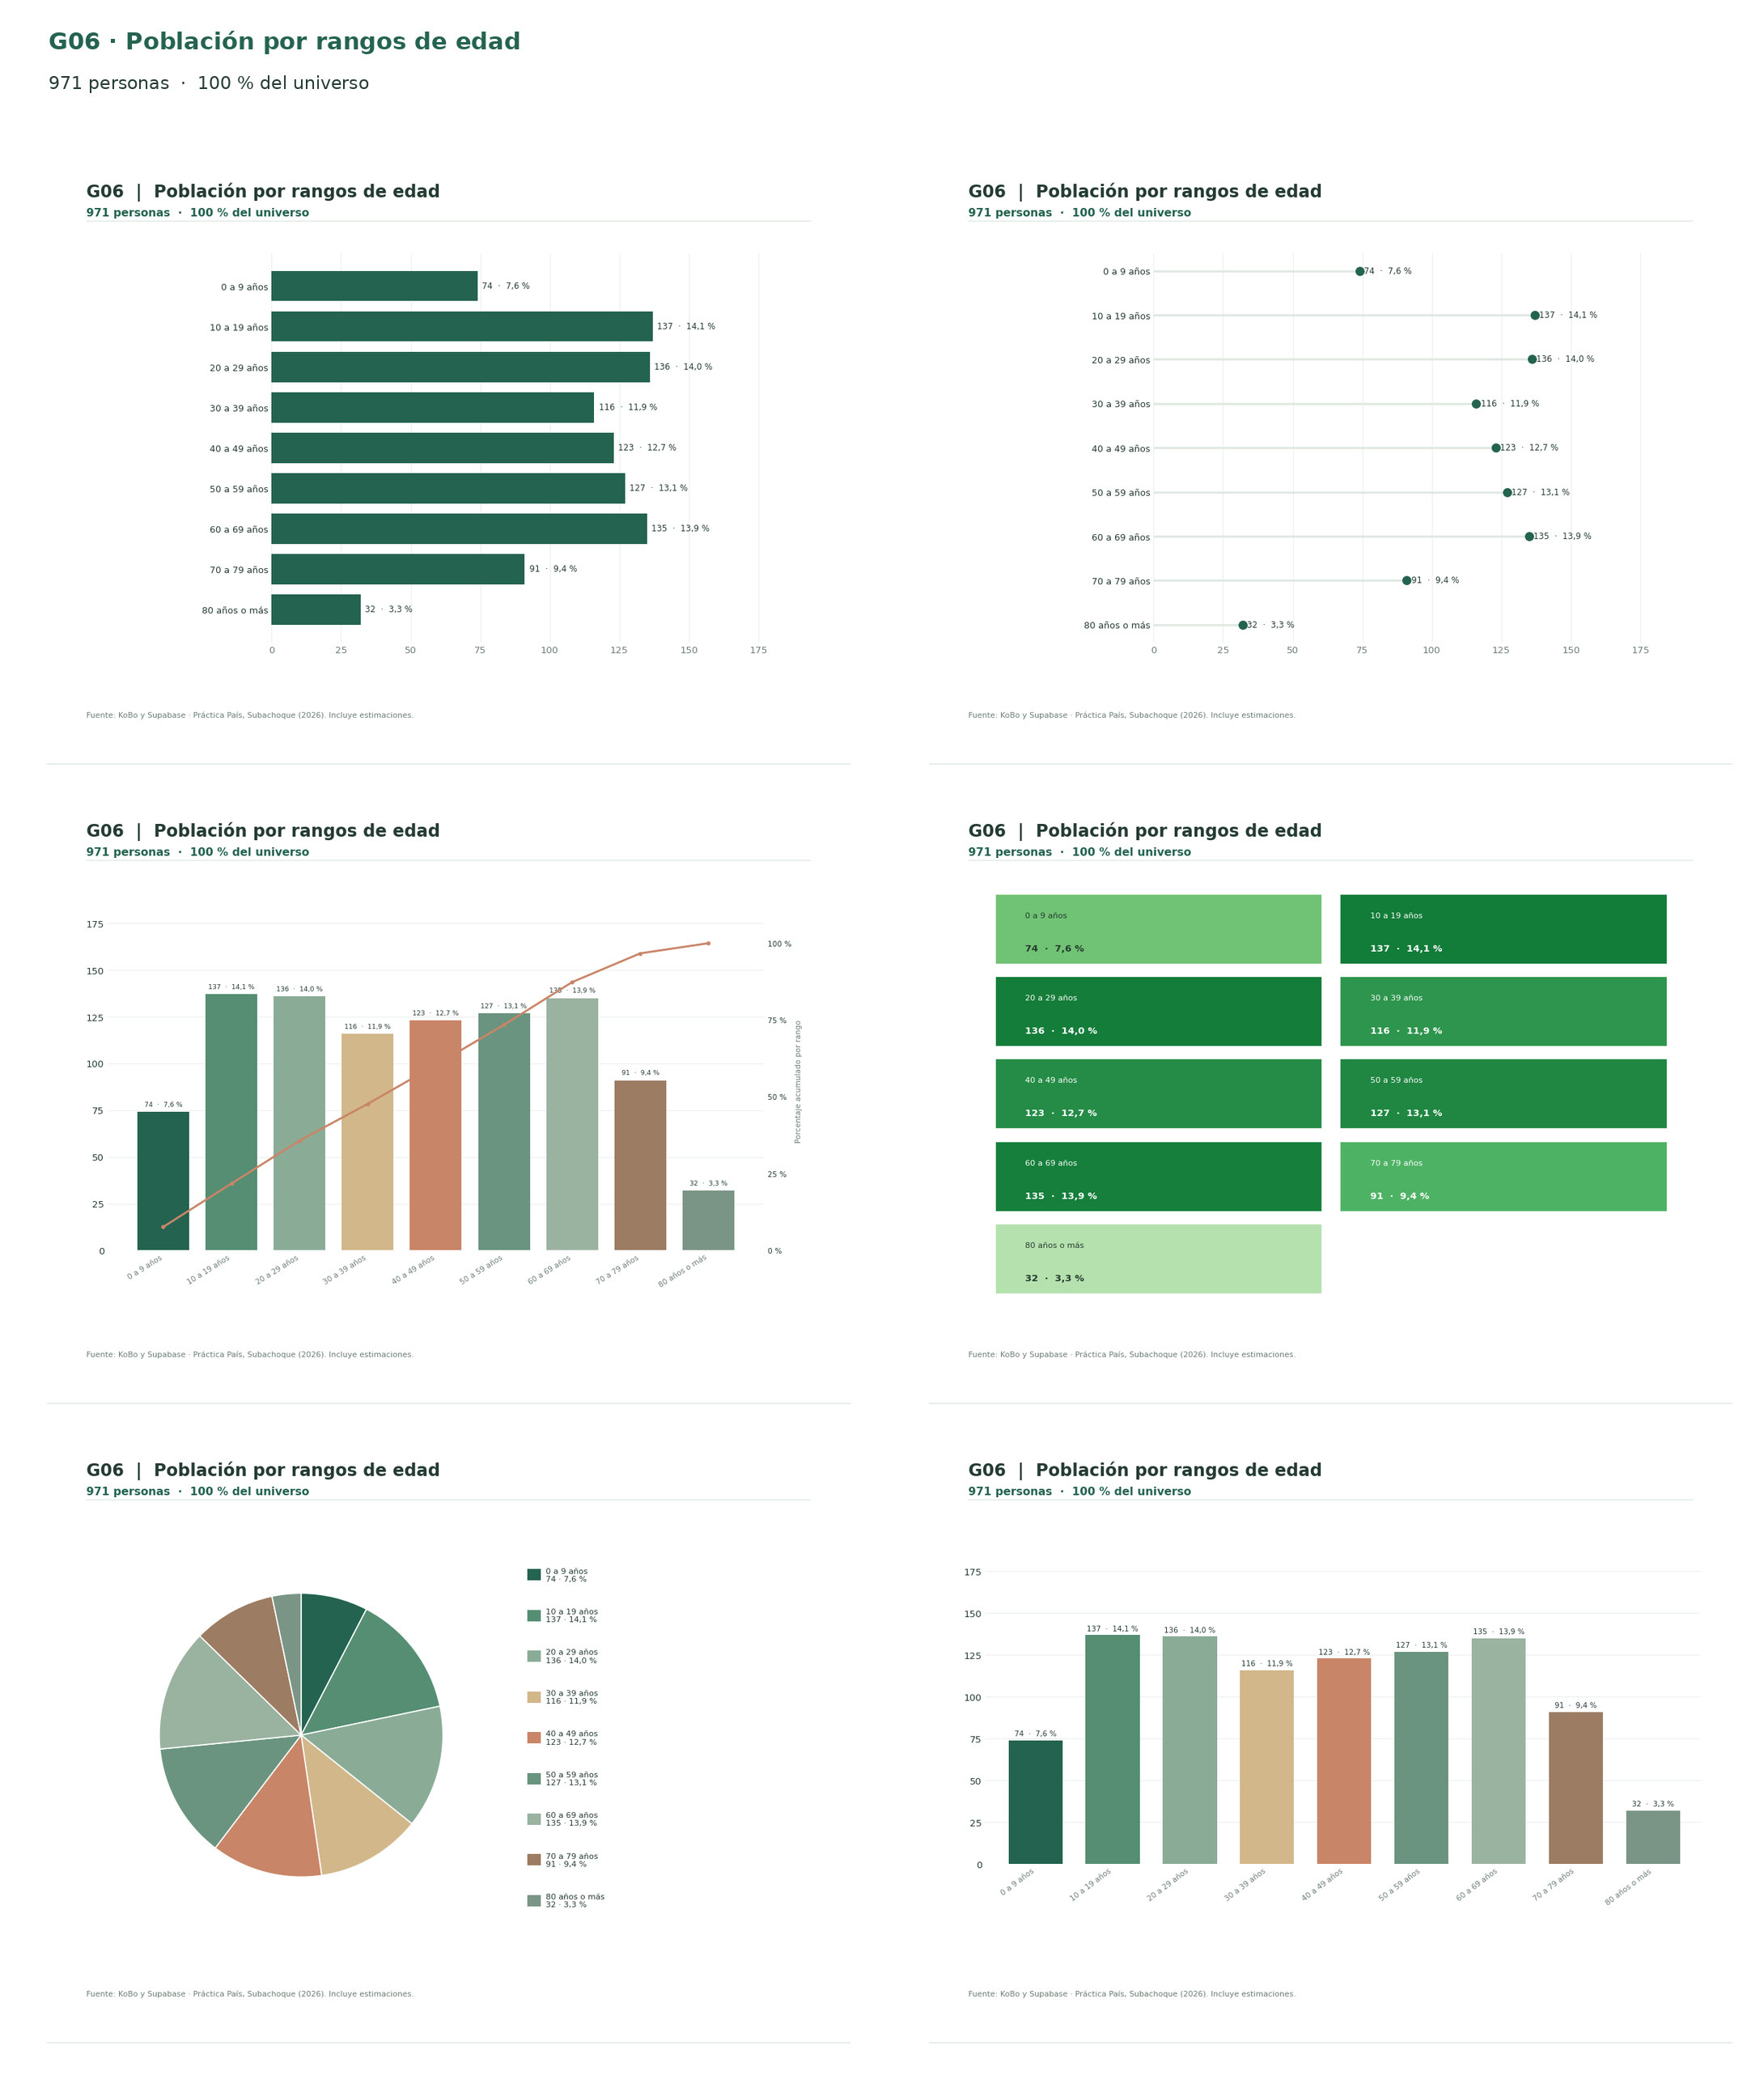 G06 · Población por rangos de edad
971 personas · 100 % del universo
G06 | Población por rangos de edad
971 personas · 100 % del universo
0 a 9 años
74 · 7,6 %
10 a 19 años
137 · 14,1 %
20 a 29 años
136 · 14,0 %
30 a 39 años
116 · 11,9 %
40 a 49 años
123 · 12,7 %
50 a 59 años
127 · 13,1 %
60 a 69 años
135 · 13,9 %
70 a 79 años
91 · 9,4 %
80 años o más
32 · 3,3 %
0 25 50 75 100 125 150 175
Fuente: KoBo y Supabase · Práctica País, Subachoque (2026). Incluye estimaciones.
G06 | Población por rangos de edad
971 personas · 100 % del universo
0 a 9 años
74 · 7,6 %
10 a 19 años
137 · 14,1 %
20 a 29 años
136 · 14,0 %
30 a 39 años
116 · 11,9 %
40 a 49 años
123 · 12,7 %
50 a 59 años
127 · 13,1 %
60 a 69 años
135 · 13,9 %
70 a 79 años
91 · 9,4 %
80 años o más
32 · 3,3 %
0 25 50 75 100 125 150 175
Fuente: KoBo y Supabase · Práctica País, Subachoque (2026). Incluye estimaciones.
G06 | Población por rangos de edad
971 personas · 100 % del universo
175
150
125
100
75
50
25
0
74 · 7,6 %
137 · 14,1 %
136 · 14,0 %
116 · 11,9 %
123 · 12,7 %
127 · 13,1 %
135 · 13,9 %
91 · 9,4 %
32 · 3,3 %
100 %
75 %
50 %
25 %
0 %
Porcentaje acumulado por rango
0 a 9 años
10 a 19 años
20 a 29 años
30 a 39 años
40 a 49 años
50 a 59 años
60 a 69 años
70 a 79 años
80 años o más
Fuente: KoBo y Supabase · Práctica País, Subachoque (2026). Incluye estimaciones.
G06 | Población por rangos de edad
971 personas · 100 % del universo
0 a 9 años
74 · 7,6 %
10 a 19 años
137 · 14,1 %
20 a 29 años
136 · 14,0 %
30 a 39 años
116 · 11,9 %
40 a 49 años
123 · 12,7 %
50 a 59 años
127 · 13,1 %
60 a 69 años
135 · 13,9 %
70 a 79 años
91 · 9,4 %
80 años o más
32 · 3,3 %
Fuente: KoBo y Supabase · Práctica País, Subachoque (2026). Incluye estimaciones.
G06 | Población por rangos de edad
971 personas · 100 % del universo
0 a 9 años
74 · 7,6 %
10 a 19 años
137 · 14,1 %
20 a 29 años
136 · 14,0 %
30 a 39 años
116 · 11,9 %
40 a 49 años
123 · 12,7 %
50 a 59 años
127 · 13,1 %
60 a 69 años
135 · 13,9 %
70 a 79 años
91 · 9,4 %
80 años o más
32 · 3,3 %
Fuente: KoBo y Supabase · Práctica País, Subachoque (2026). Incluye estimaciones.
G06 | Población por rangos de edad
971 personas · 100 % del universo
175
150
125
100
75
50
25
0
74 · 7,6 %
137 · 14,1 %
136 · 14,0 %
116 · 11,9 %
123 · 12,7 %
127 · 13,1 %
135 · 13,9 %
91 · 9,4 %
32 · 3,3 %
0 a 9 años
10 a 19 años
20 a 29 años
30 a 39 años
40 a 49 años
50 a 59 años
60 a 69 años
70 a 79 años
80 años o más
Fuente: KoBo y Supabase · Práctica País, Subachoque (2026). Incluye estimaciones.